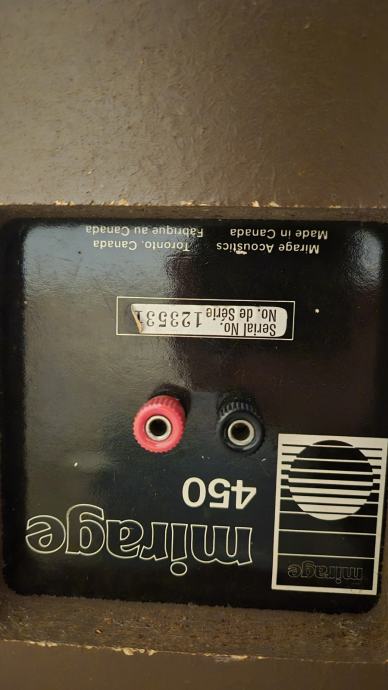 mirage
mirage
450
Serial No.
No. de Série 123531
Mirage Acoustics Toronto, Canada
Made in Canada Fabriqué au Canada